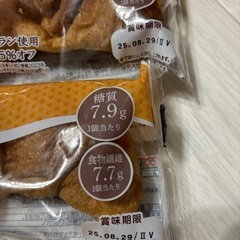 ラン使用
5%オフ
賞味期限
25.08.29/ⅡV
糖質
7.9g
1個当たり
食物繊維
7.7g
1個当たり
賞味期限
25.08.29/ⅡV